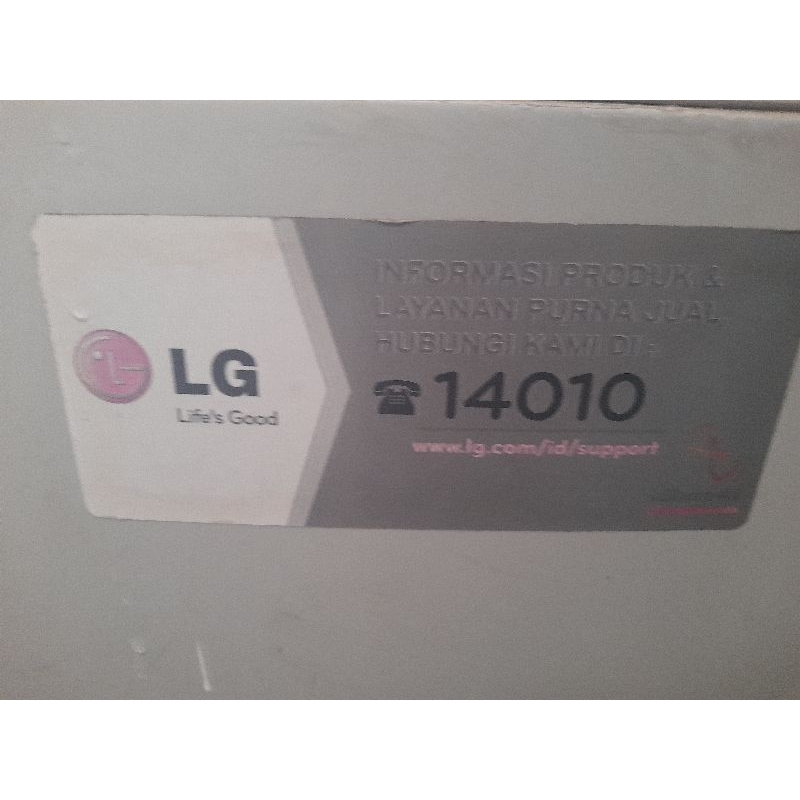 LG
Life's Good
INFORMASI PRODUK &
LAYANAN PURNA JUAL
HUBUNGI KAMI DI :
14010
www.lg.com/id/support